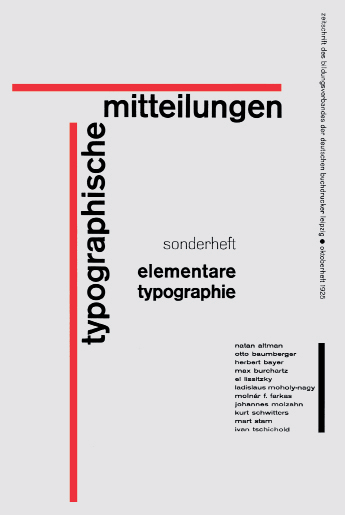 typographische
mitteilungen
zeitschrift des bildungsverbandes der deutschen buchdrucker leipzig ● oktoberheft 1925
sonderheft
elementare
typographie
natan altman
otto baumberger
herbert bayer
max burchartz
el lissitzky
ladislaus moholy-nagy
molnár f. farkas
johannes molzahn
kurt schwitters
mart stam
ivan tschichold